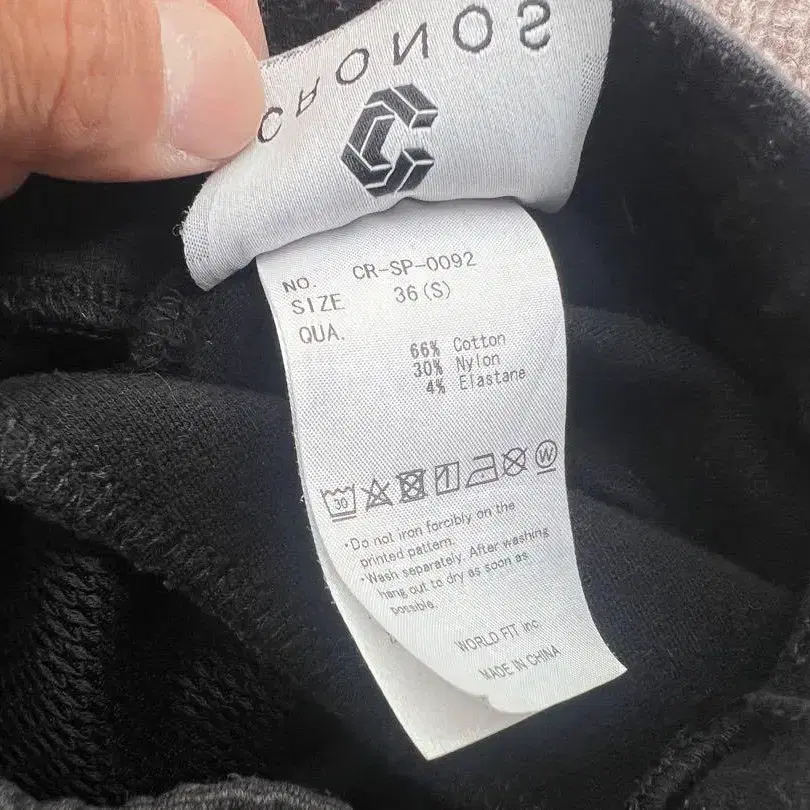 CRONOS
NO. CR-SP-0092
SIZE 36(S)
QUA.
66% Cotton
30% Nylon
4% Elastane
30 W
·Do not iron forcibly on the
printed pattern.
·Wash separately. After washing
hang out to dry as soon as
possible.
WORLD FIT inc
MADE IN CHINA